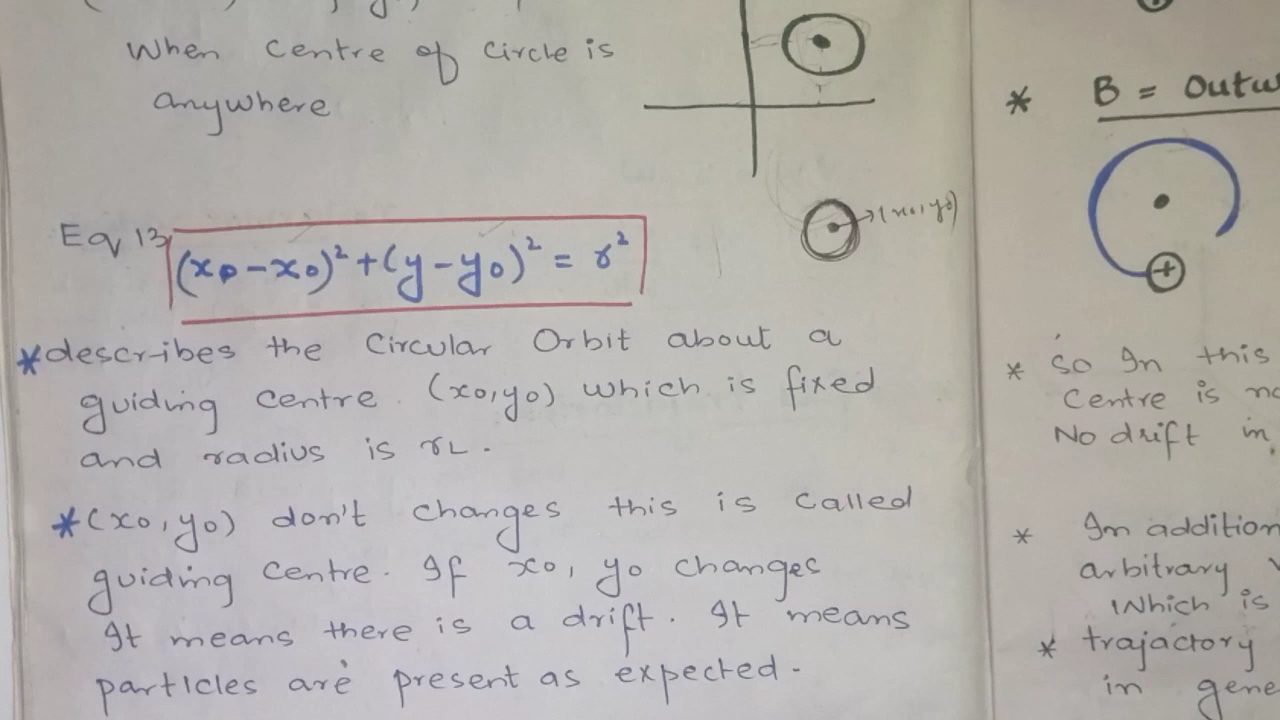 When centre of circle is
anywhere
(x0,y0)
Eq 13
(x0-x0)² + (y-y0)² = r²
*describes the circular Orbit about a
guiding centre. (x0,y0) which is fixed
and radius is rL.
*(x0,y0) don't changes this is called
guiding centre. If x0, y0 changes
It means there is a drift. It means
particles are present as expected.
* B = Outw
+
* So In this
Centre is no
No drift in
* In addition
arbitrary
Which is
* trajactory
in gene